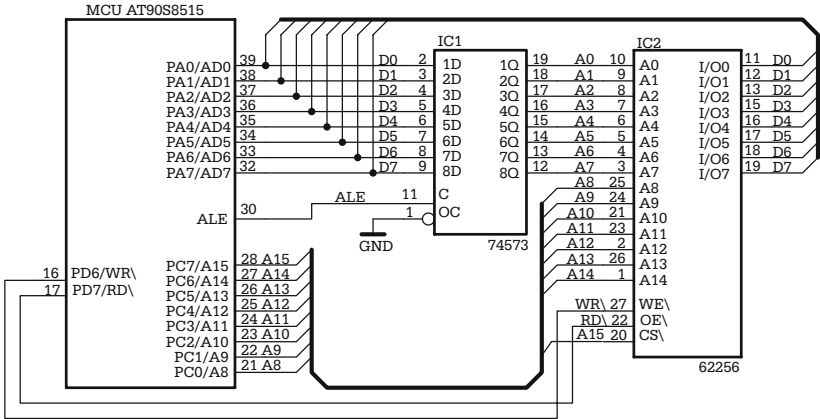 MCU AT90S8515
IC1
IC2
PA0/AD0 39 D0 2 1D 1Q 19 A0 10 A0 I/O0 11 D0
PA1/AD1 38 D1 3 2D 2Q 18 A1 9 A1 I/O1 12 D1
PA2/AD2 37 D2 4 3D 3Q 17 A2 8 A2 I/O2 13 D2
PA3/AD3 36 D3 5 4D 4Q 16 A3 7 A3 I/O3 15 D3
PA4/AD4 35 D4 6 5D 5Q 15 A4 6 A4 I/O4 16 D4
PA5/AD5 34 D5 7 6D 6Q 14 A5 5 A5 I/O5 17 D5
PA6/AD6 33 D6 8 7D 7Q 13 A6 4 A6 I/O6 18 D6
PA7/AD7 32 D7 9 8D 8Q 12 A7 3 A7 I/O7 19 D7
A8 25 A8
ALE 30 ALE 11 C A9 24 A9
1 OC A10 21 A10
GND 74573 A11 23 A11
A12 2 A12
PC7/A15 28 A15 A13 26 A13
16 PD6/WR\ PC6/A14 27 A14 A14 1 A14
17 PD7/RD\ PC5/A13 26 A13
PC4/A12 25 A12 WR\ 27 WE\
PC3/A11 24 A11 RD\ 22 OE\
PC2/A10 23 A10 A15 20 CS\
PC1/A9 22 A9
PC0/A8 21 A8 62256